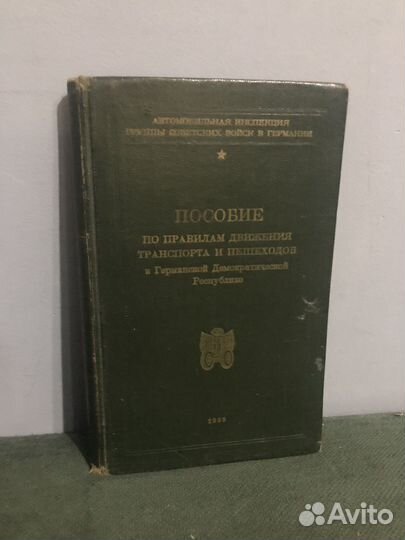 АВТОМОБИЛЬНАЯ ИНСПЕКЦИЯ
ГРУППЫ СОВЕТСКИХ ВОЙСК В ГЕРМАНИИ
ПОСОБИЕ
ПО ПРАВИЛАМ ДВИЖЕНИЯ
ТРАНСПОРТА И ПЕШЕХОДОВ
в Германской Демократической
Республике
Avito